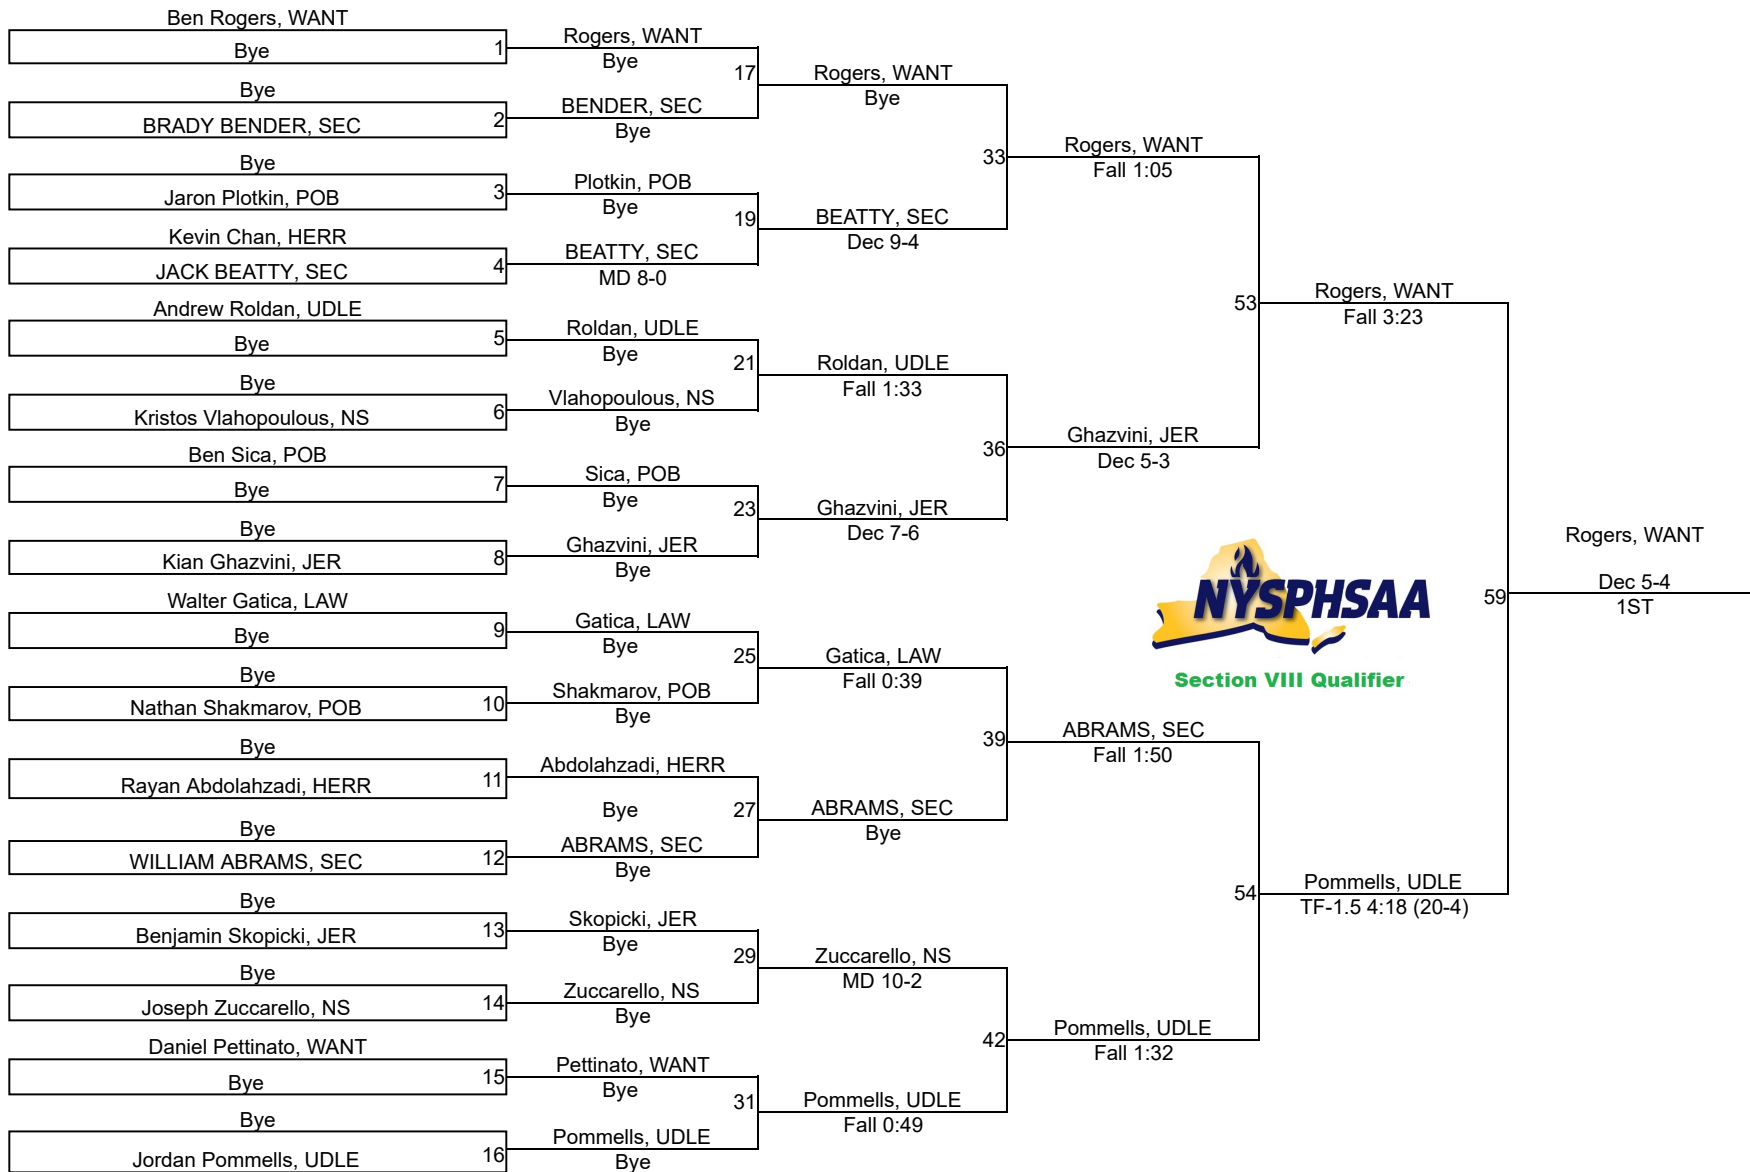 Ben Rogers, WANT
Bye
1
Bye
BRADY BENDER, SEC
2
Bye
Jaron Plotkin, POB
3
Kevin Chan, HERR
JACK BEATTY, SEC
4
Andrew Roldan, UDLE
Bye
5
Bye
Kristos Vlahopoulous, NS
6
Ben Sica, POB
Bye
7
Bye
Kian Ghazvini, JER
8
Walter Gatica, LAW
Bye
9
Bye
Nathan Shakmarov, POB
10
Bye
Rayan Abdolahzadi, HERR
11
Bye
WILLIAM ABRAMS, SEC
12
Bye
Benjamin Skopicki, JER
13
Bye
Joseph Zuccarello, NS
14
Daniel Pettinato, WANT
Bye
15
Bye
Jordan Pommells, UDLE
16
Rogers, WANT
Bye
17
BENDER, SEC
Bye
Plotkin, POB
Bye
19
BEATTY, SEC
MD 8-0
Roldan, UDLE
Bye
21
Vlahopoulous, NS
Bye
Sica, POB
Bye
23
Ghazvini, JER
Bye
Gatica, LAW
Bye
25
Shakmarov, POB
Bye
Abdolahzadi, HERR
Bye
27
ABRAMS, SEC
Bye
Skopicki, JER
Bye
29
Zuccarello, NS
Bye
Pettinato, WANT
Bye
31
Pommells, UDLE
Bye
Rogers, WANT
Bye
33
BEATTY, SEC
Dec 9-4
Roldan, UDLE
Fall 1:33
36
Ghazvini, JER
Dec 7-6
Gatica, LAW
Fall 0:39
39
ABRAMS, SEC
Bye
Zuccarello, NS
MD 10-2
42
Pommells, UDLE
Fall 0:49
Rogers, WANT
Fall 1:05
53
Ghazvini, JER
Dec 5-3
ABRAMS, SEC
Fall 1:50
54
Pommells, UDLE
Fall 1:32
Rogers, WANT
Fall 3:23
59
Pommells, UDLE
TF-1.5 4:18 (20-4)
NYSPHSAA
Section VIII Qualifier
Rogers, WANT
Dec 5-4
1ST